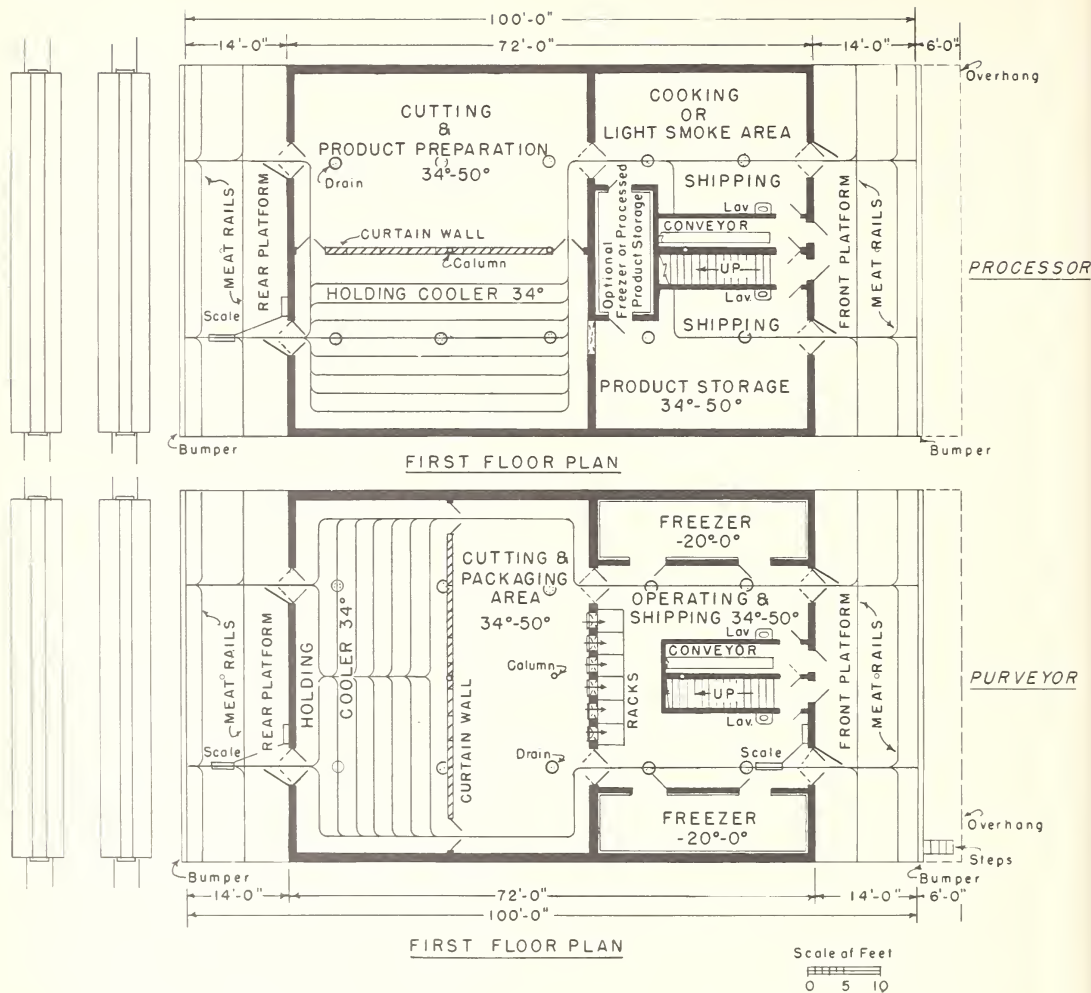 100'-0"
14'-0" 72'-0" 14'-0" 6'-0"
Overhang
CUTTING
&
PRODUCT PREPARATION
34°-50°
Drain
COOKING
OR
LIGHT SMOKE AREA
SHIPPING
Lav
CONVEYOR
UP
Lav.
SHIPPING
Optional
Freezer or Processed
Product Storage
CURTAIN WALL
Column
HOLDING COOLER 34°
MEAT RAILS
REAR PLATFORM
Scale
FRONT PLATFORM
MEAT RAILS
PROCESSOR
PRODUCT STORAGE
34°-50°
Bumper
Bumper
FIRST FLOOR PLAN
FREEZER
-20°-0°
CUTTING &
PACKAGING
AREA
34°-50°
OPERATING &
SHIPPING 34°-50°
Lav
CONVEYOR
UP
Lav.
MEAT RAILS
REAR PLATFORM
HOLDING
COOLER 34°
CURTAIN WALL
Calumn
RACKS
FRONT PLATFORM
MEAT RAILS
PURVEYOR
Scale
Drain
Scale
FREEZER
-20°-0°
Overhang
Steps
Bumper
Bumper
14'-0" 72'-0" 14'-0" 6'-0"
100'-0"
FIRST FLOOR PLAN
Scale of Feet
0 5 10